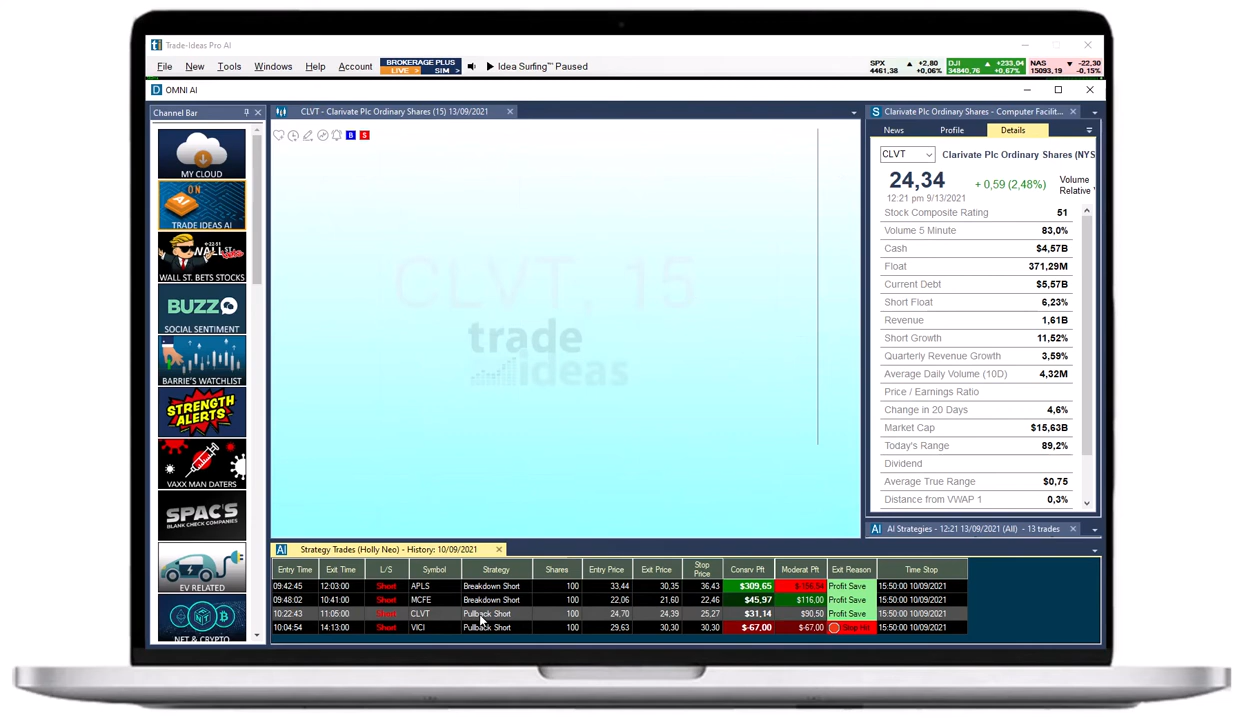 Trade-Ideas Pro AI
File New Tools Windows Help Account BROKERAGE PLUS LIVE > SIM > Idea Surfing™ Paused
SPX 4461,38 +2,80 +0,06% DJI 34840,76 +233,04 +0,67% NAS 15093,19 -22,30 -0,15%
OMNI AI
Channel Bar
MY CLOUD
ON
AI
TRADE IDEAS AI
WALL ST. BETS STOCKS
BUZZ
SOCIAL SENTIMENT
BARRIE'S WATCHLIST
STRENGTH ALERTS
VAXX MAN DATERS
SPAC'S
BLANK CHECK COMPANIES
EV RELATED
NFT & CRYPTO
CLVT - Clarivate Plc Ordinary Shares (15) 13/09/2021
B S
CLVT, 15
trade
ideas
S Clarivate Plc Ordinary Shares - Computer Facilit...
News Profile Details
CLVT Clarivate Plc Ordinary Shares (NYS
24,34 + 0,59 (2,48%) Volume
Relative
12:21 pm 9/13/2021
Stock Composite Rating 51
Volume 5 Minute 83,0%
Cash $4,57B
Float 371,29M
Current Debt $5,57B
Short Float 6,23%
Revenue 1,61B
Short Growth 11,52%
Quarterly Revenue Growth 3,59%
Average Daily Volume (10D) 4,32M
Price / Earnings Ratio
Change in 20 Days 4,6%
Market Cap $15,63B
Today's Range 89,2%
Dividend
Average True Range $0,75
Distance from VWAP 1 0,3%
AI AI Strategies - 12:21 13/09/2021 (All) - 13 trades
AI Strategy Trades (Holly Neo) - History: 10/09/2021
Entry Time Exit Time L/S Symbol Strategy Shares Entry Price Exit Price Stop Price Consrv Pft Moderat Pft Exit Reason Time Stop
09:42:45 12:03:00 Short APLS Breakdown Short 100 33,44 30,35 36,43 $309,65 Profit Save 15:50:00 10/09/2021
09:48:02 10:41:00 Short MCFE Breakdown Short 100 22,06 21,60 22,46 $45,97 $116,00 Profit Save 15:50:00 10/09/2021
10:22:43 11:05:00 Short CLVT Pullback Short 100 24,70 24,39 25,27 $31,14 $90,50 Profit Save 15:50:00 10/09/2021
10:04:54 14:13:00 Short VICI Pullback Short 100 29,63 30,30 30,30 $-67,00 $-67,00 Stop Hit 15:50:00 10/09/2021